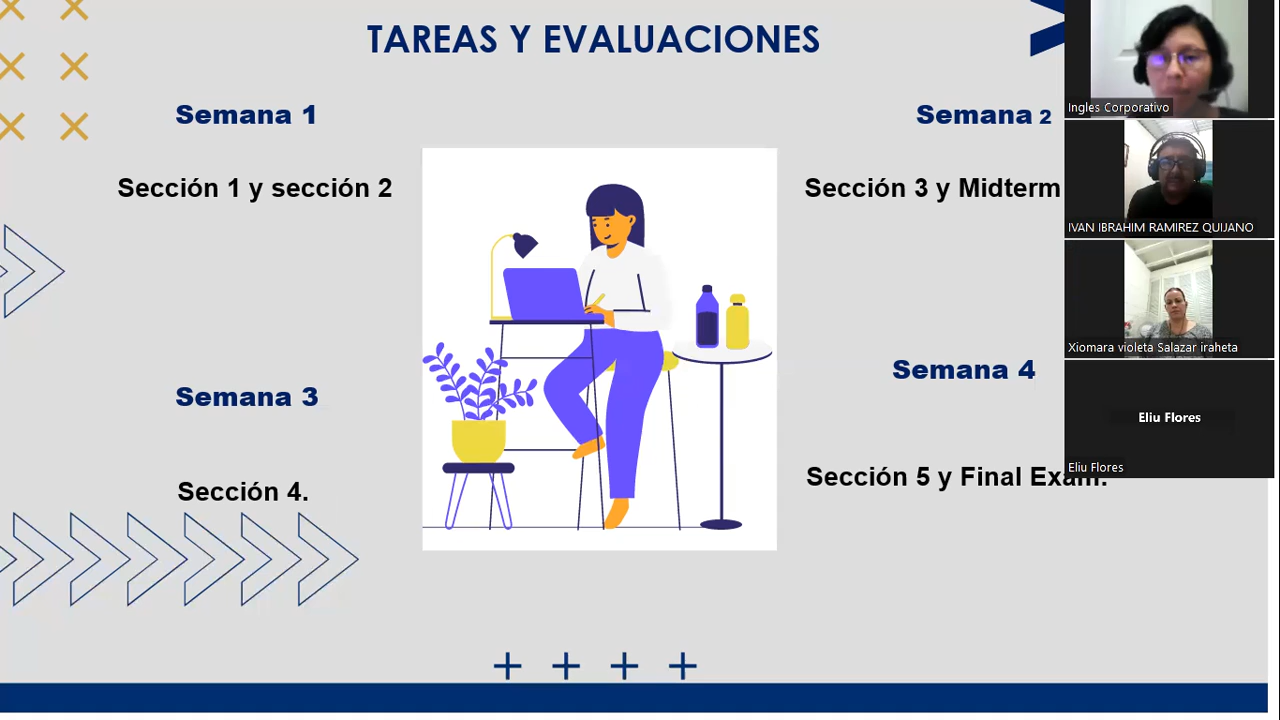 TAREAS Y EVALUACIONES
Semana 1
Semana 2
Sección 1 y sección 2
Sección 3 y Midterm
Semana 3
Semana 4
Sección 4.
Sección 5 y Final Exam.
Ingles Corporativo
IVAN IBRAHIM RAMIREZ QUIJANO
Xiomara violeta Salazar iraheta
Eliu Flores
Eliu Flores